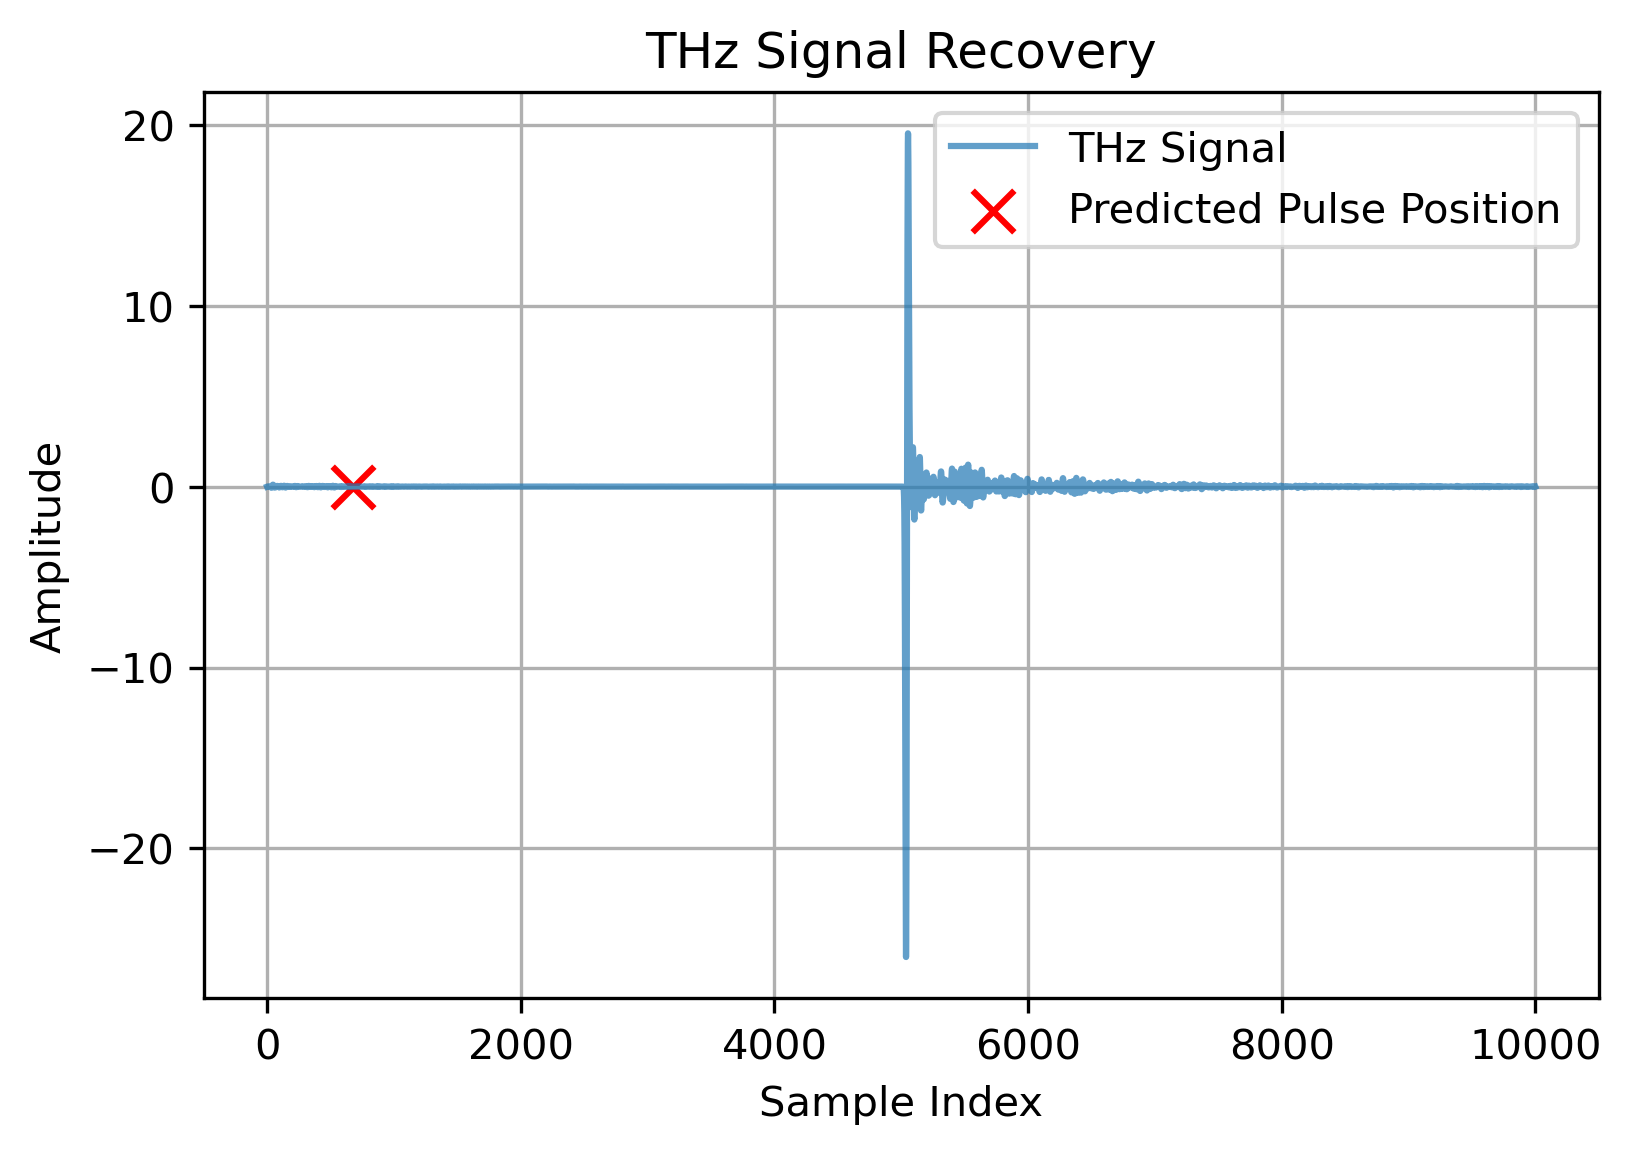 THz Signal Recovery
THz Signal
Predicted Pulse Position
20
10
0
−10
−20
Amplitude
0
2000
4000
6000
8000
10000
Sample Index